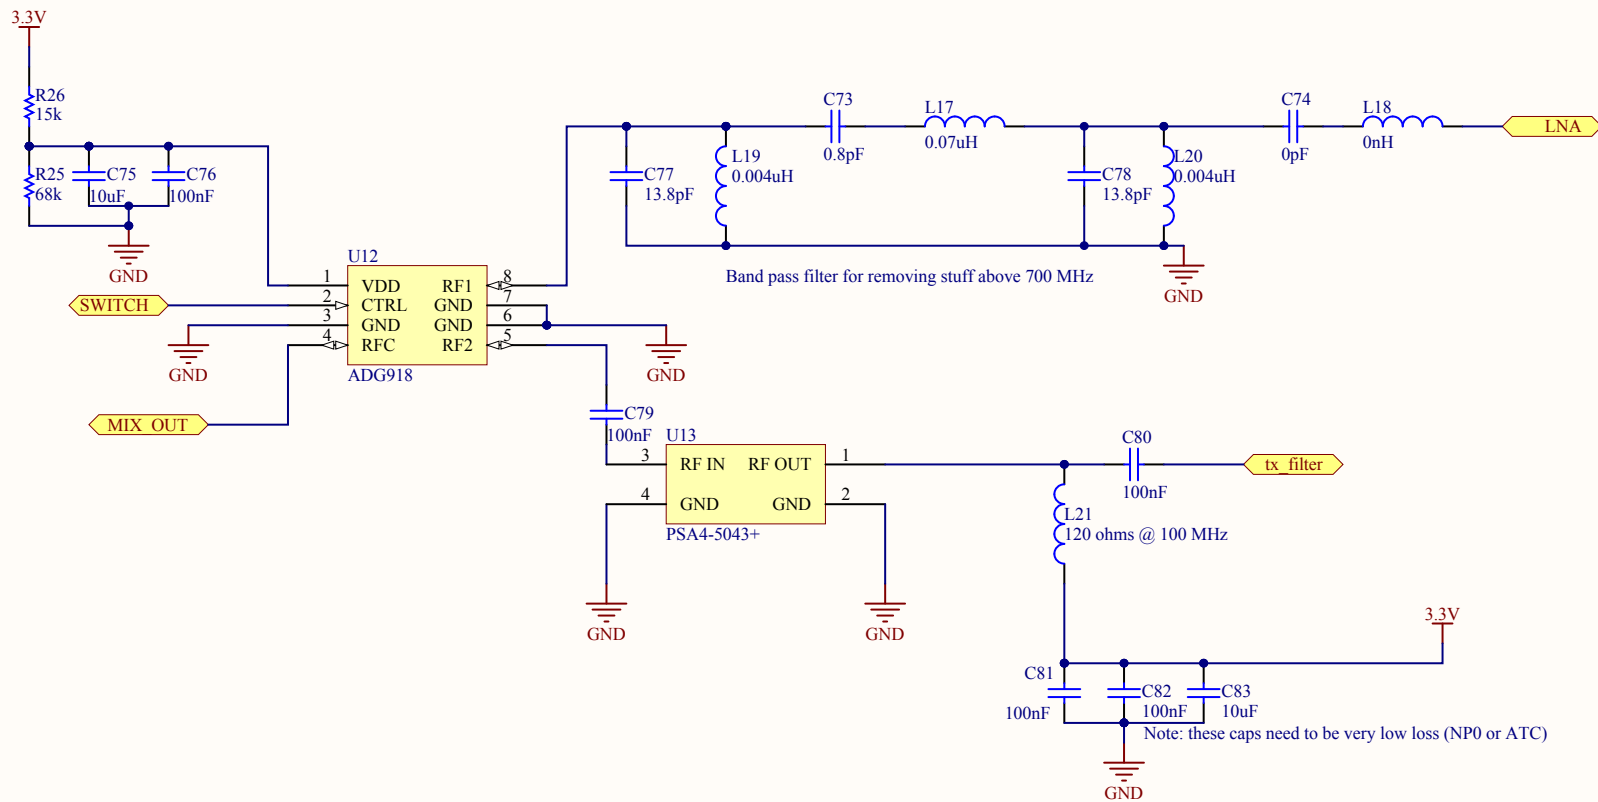 3.3V
R26
15k
R25
68k
C75
10uF
C76
100nF
GND
C77
13.8pF
L19
0.004uH
C73
0.8pF
L17
0.07uH
C78
13.8pF
L20
0.004uH
C74
0pF
L18
0nH
LNA
Band pass filter for removing stuff above 700 MHz
GND
U12
1 VDD RF1 8
2 CTRL GND 7
3 GND GND 6
4 RFC RF2 5
ADG918
SWITCH
GND
MIX_OUT
GND
C79
100nF
U13
3 RF IN RF OUT 1
4 GND GND 2
PSA4-5043+
GND
GND
C80
100nF
tx_filter
L21
120 ohms @ 100 MHz
3.3V
C81
100nF
C82
100nF
C83
10uF
Note: these caps need to be very low loss (NP0 or ATC)
GND